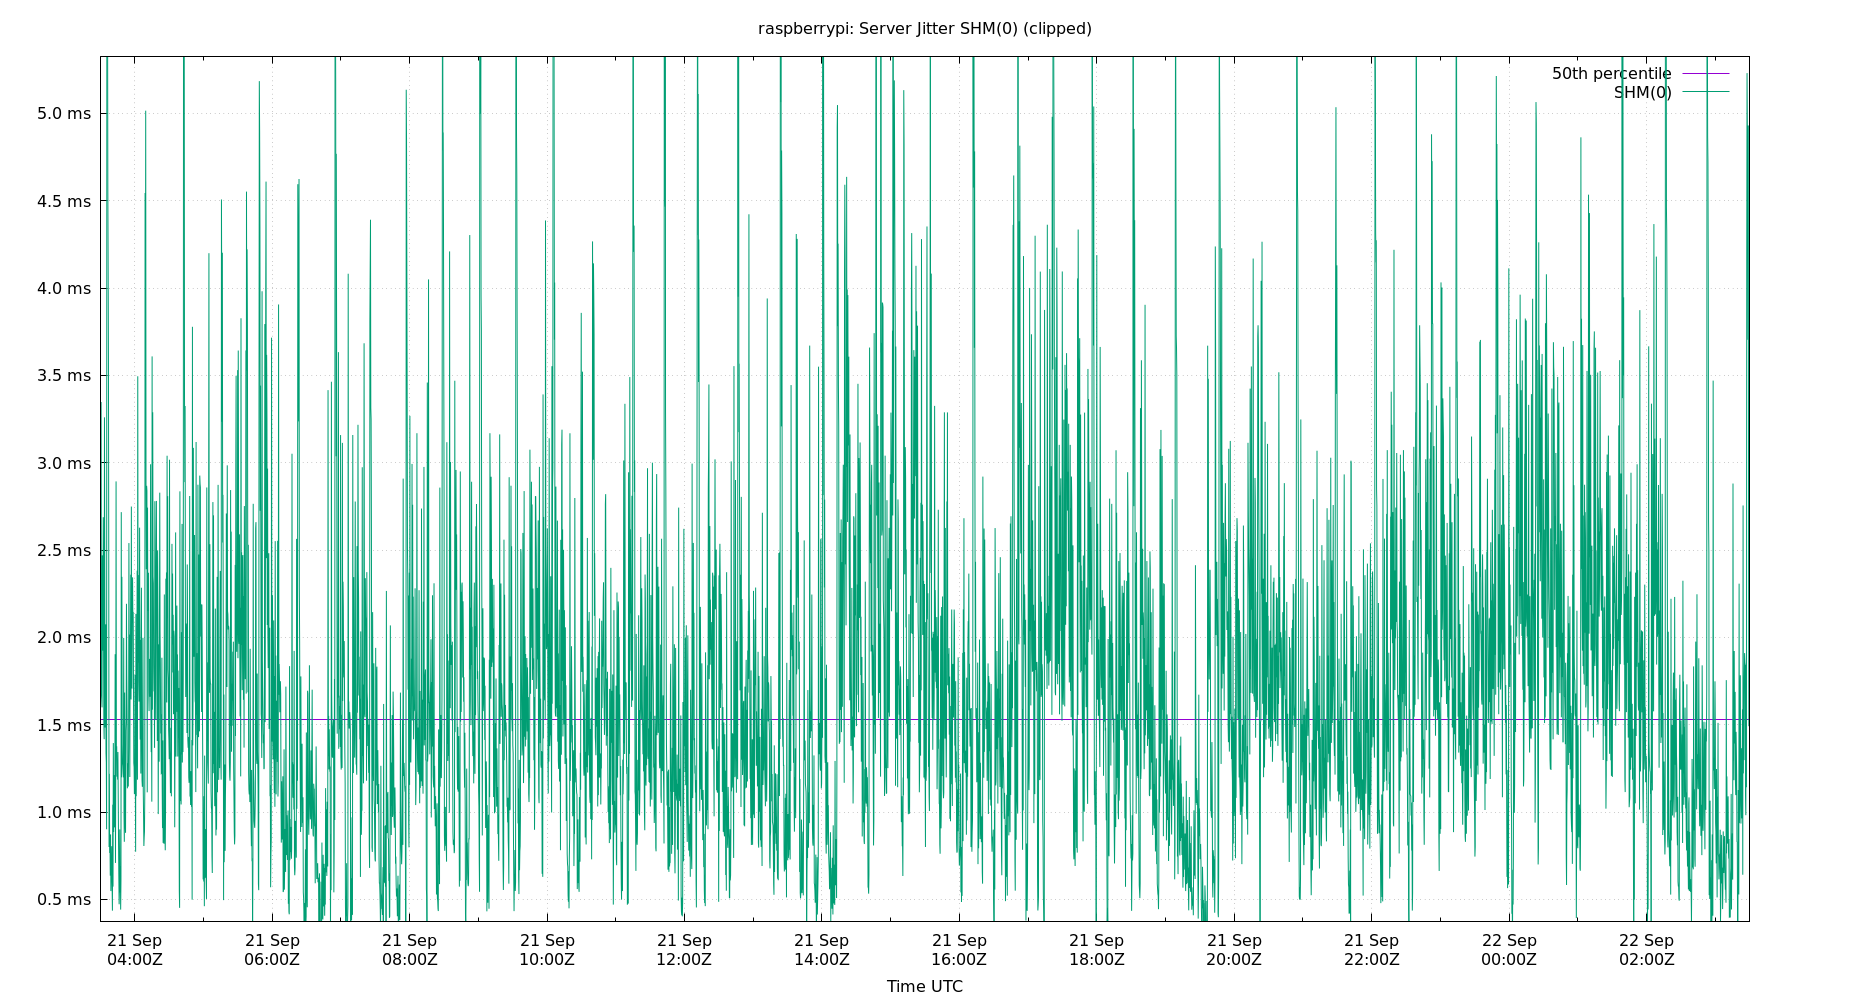 raspberrypi: Server Jitter SHM(0) (clipped)
50th percentile
SHM(0)
5.0 ms
4.5 ms
4.0 ms
3.5 ms
3.0 ms
2.5 ms
2.0 ms
1.5 ms
1.0 ms
0.5 ms
21 Sep 21 Sep 21 Sep 21 Sep 21 Sep 21 Sep 21 Sep 21 Sep 21 Sep 21 Sep 22 Sep 22 Sep
04:00Z 06:00Z 08:00Z 10:00Z 12:00Z 14:00Z 16:00Z 18:00Z 20:00Z 22:00Z 00:00Z 02:00Z
Time UTC